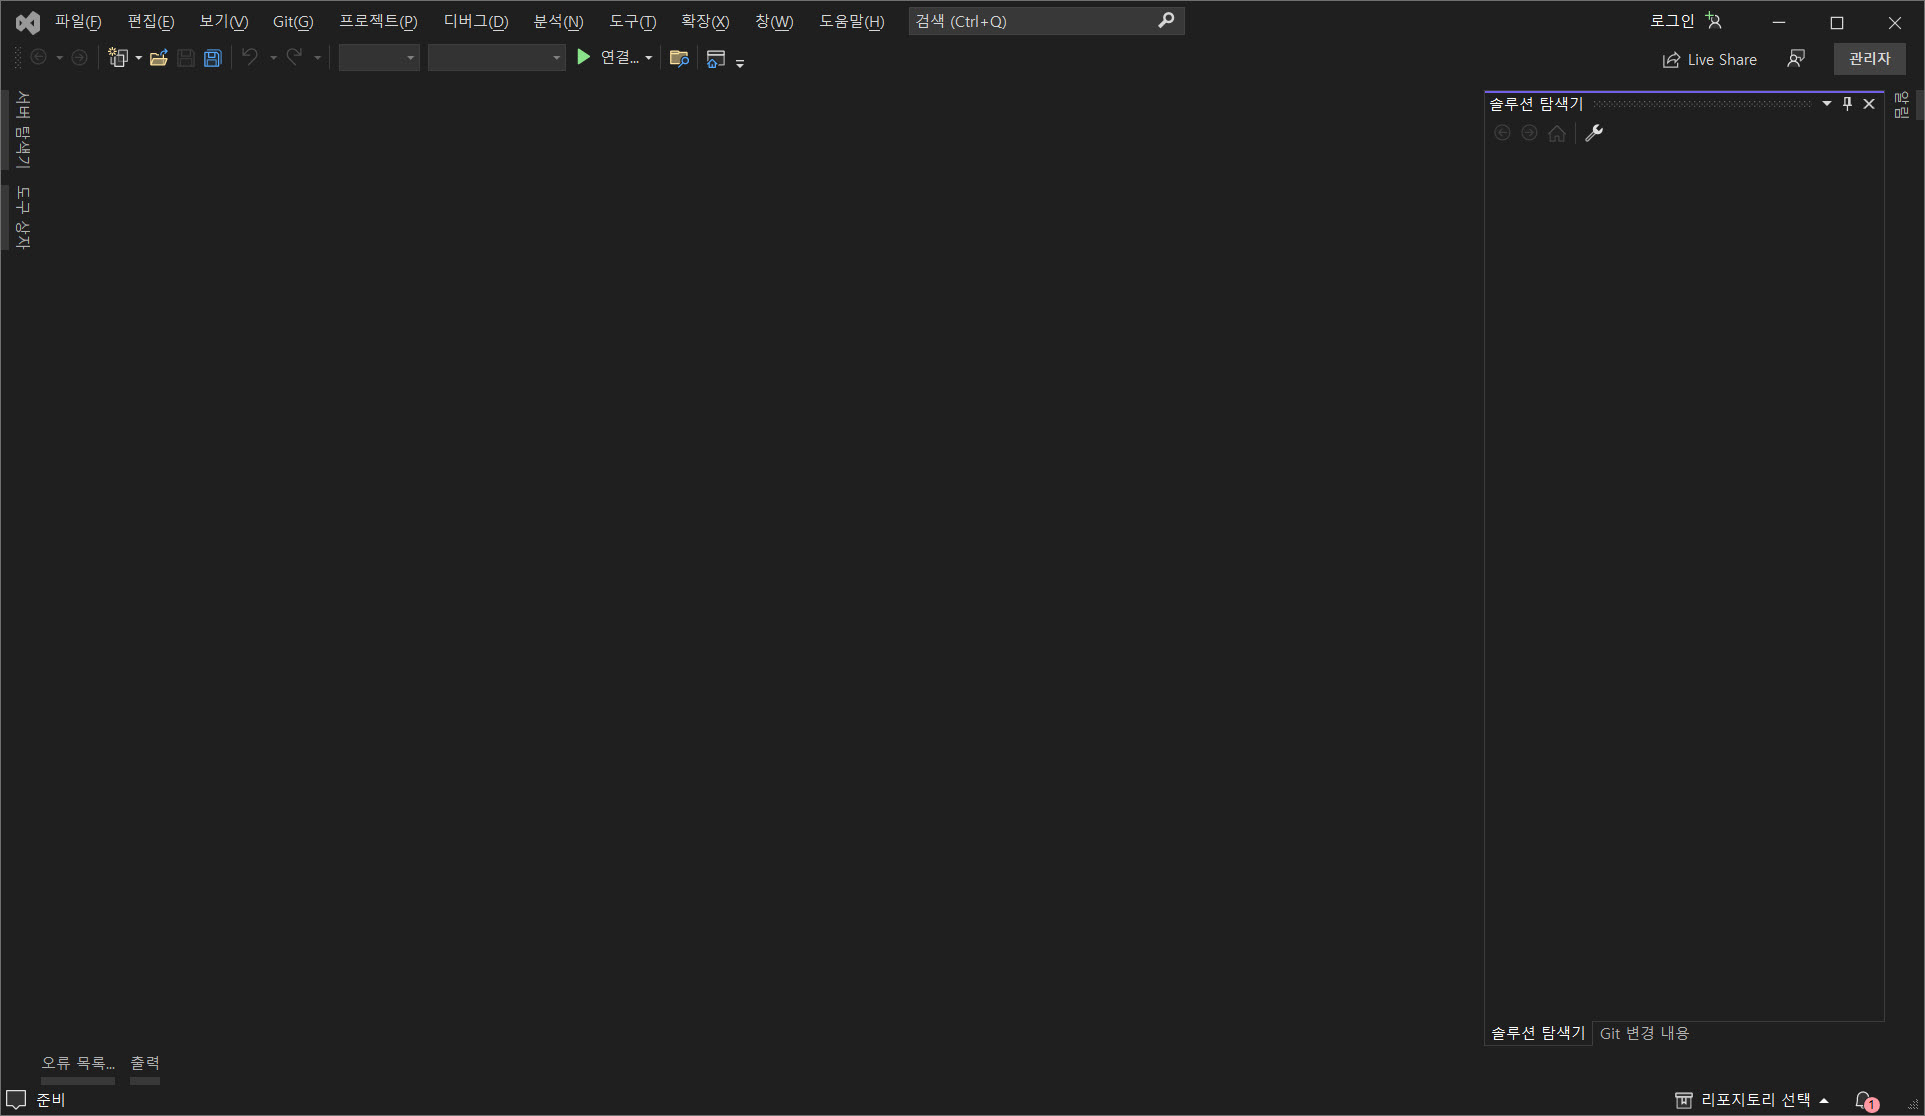 파일(F) 편집(E) 보기(V) Git(G) 프로젝트(P) 디버그(D) 분석(N) 도구(T) 확장(X) 창(W) 도움말(H) 검색 (Ctrl+Q) 로그인
연결... Live Share 관리자
서버 탐색기
도구 상자
솔루션 탐색기
알림
솔루션 탐색기 Git 변경 내용
오류 목록... 출력
준비 리포지토리 선택 1